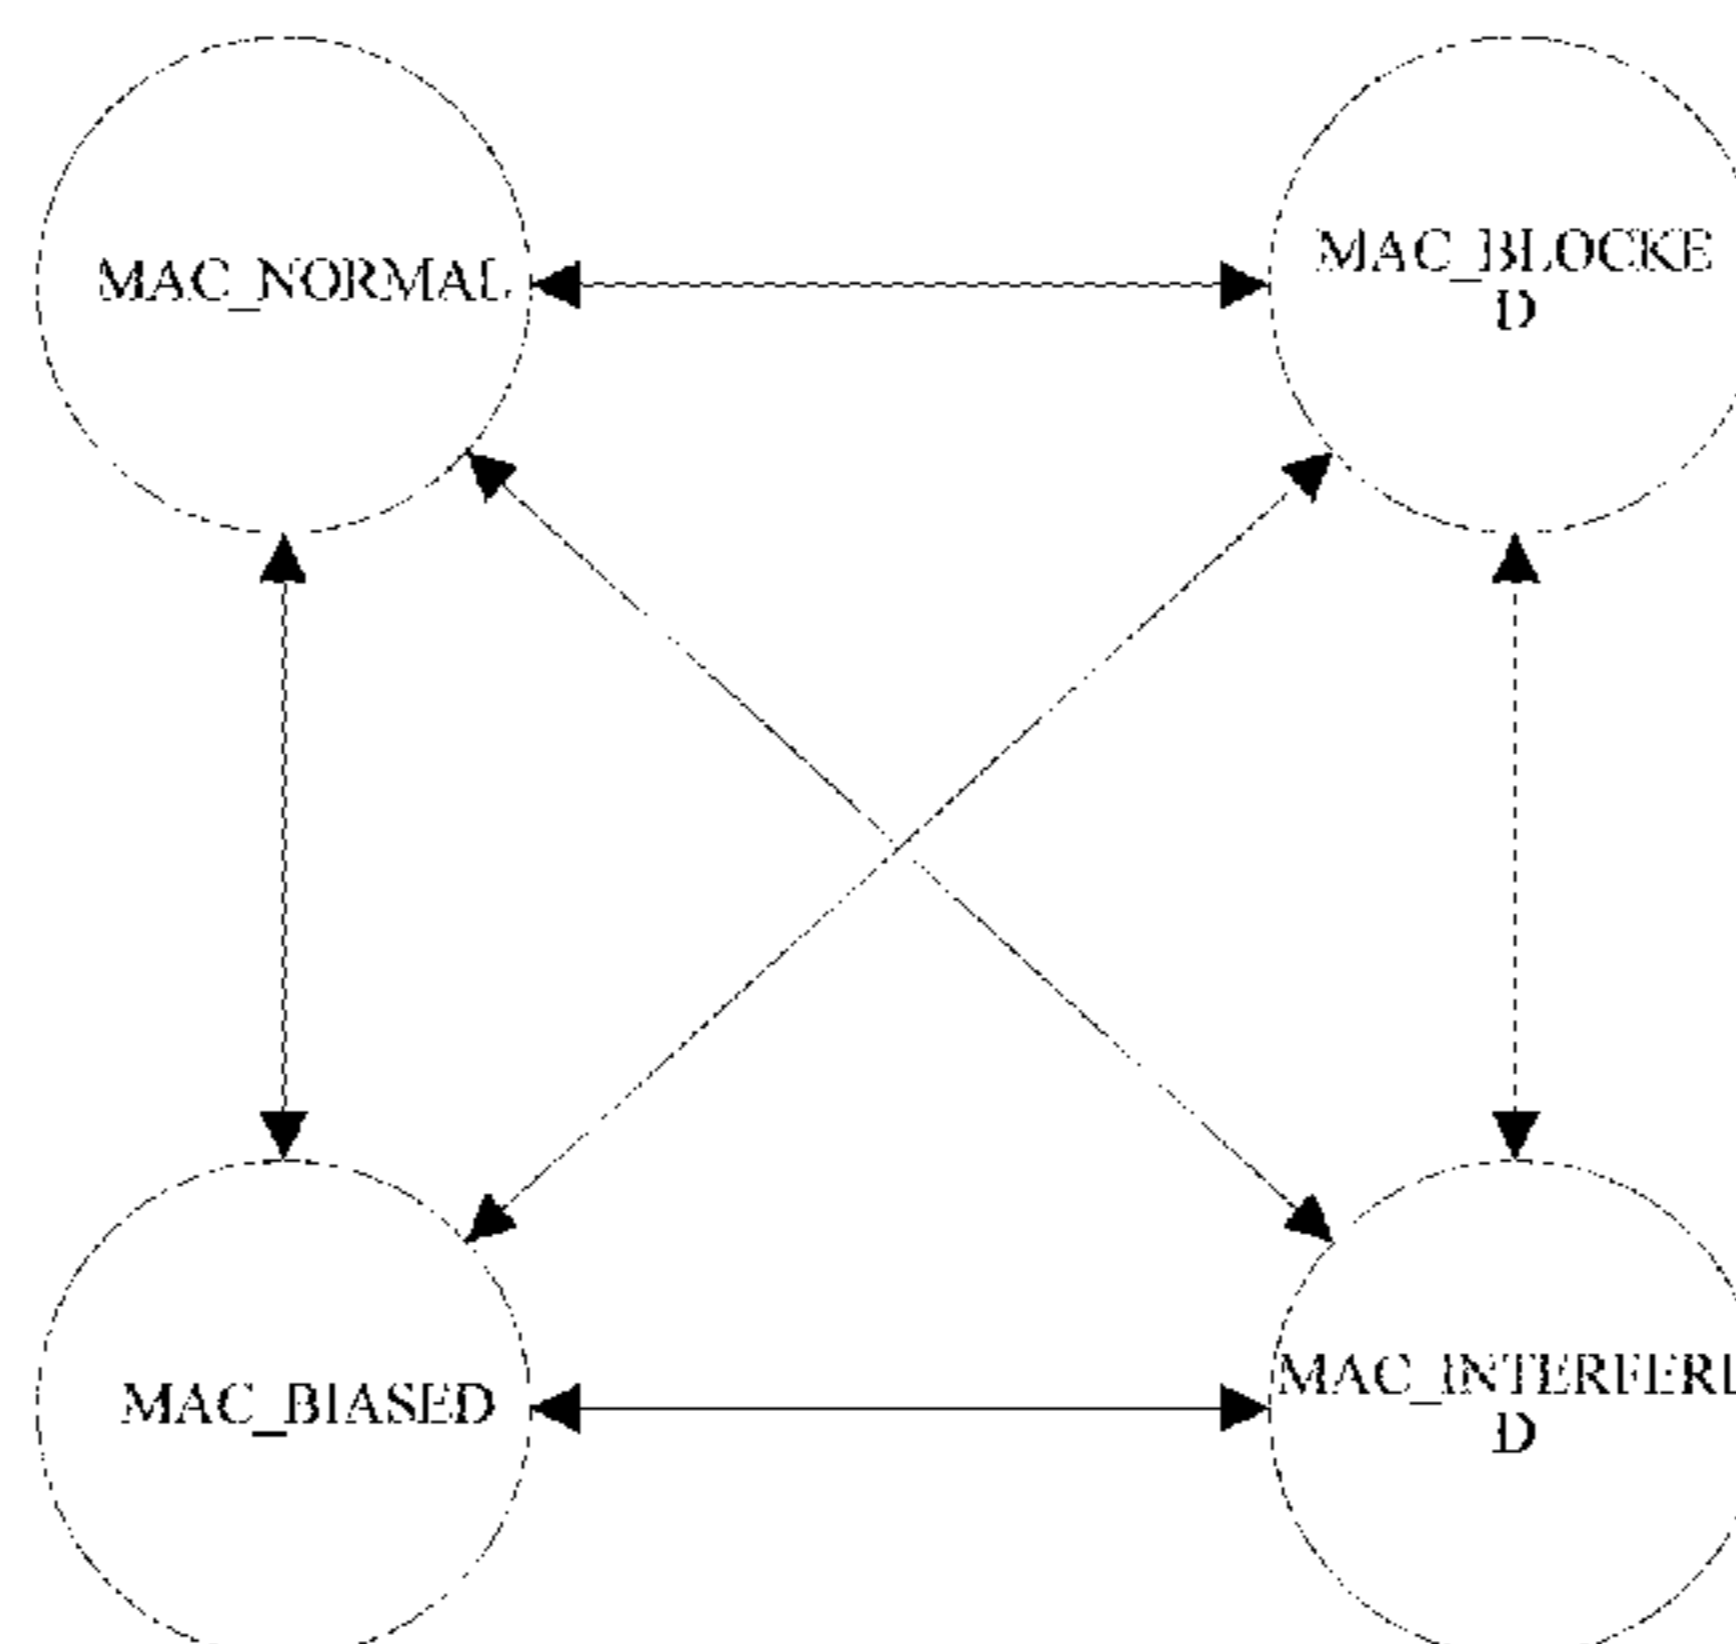 MAC_NORMAL
MAC_BLOCKE
D
MAC_BIASED
MAC_INTERFERE
D